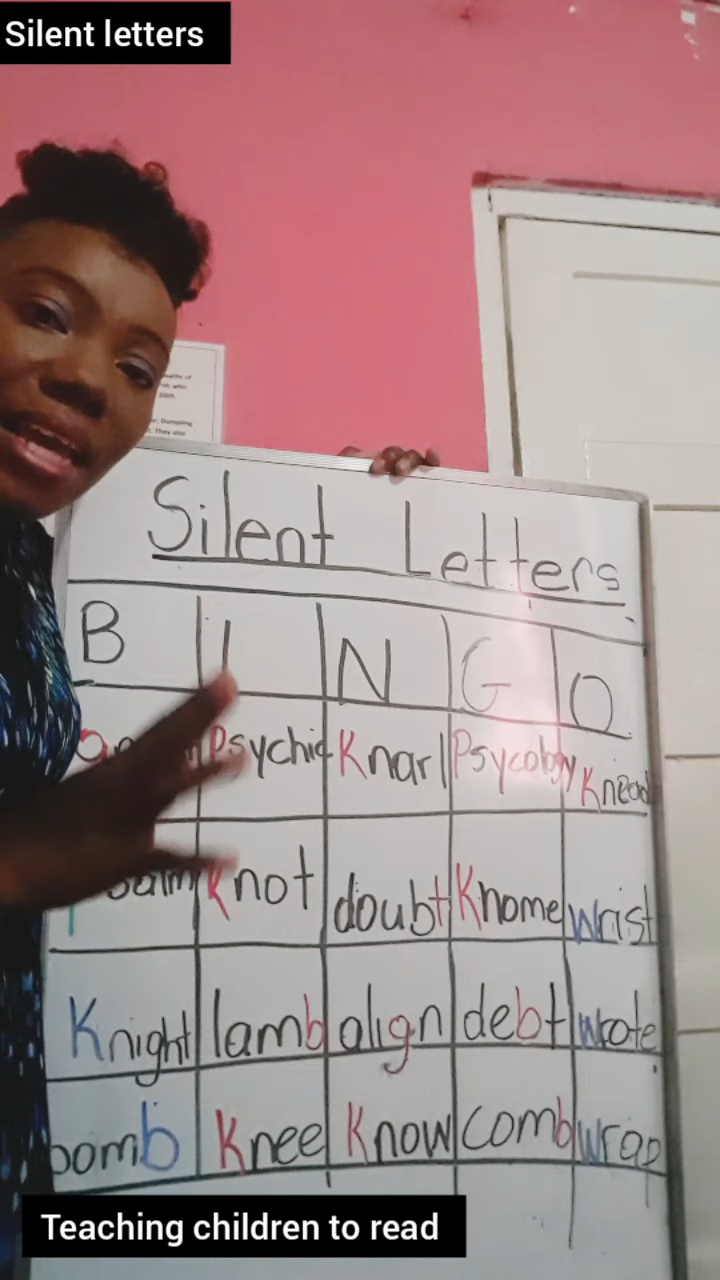 Silent letters
Silent Letters
B I N G O
Psychic Knarl Psycology Knead
psalm Knot doubt Knome wrist
Knight lamb align debt wrote
bomb Knee Know comb wrap
Teaching children to read